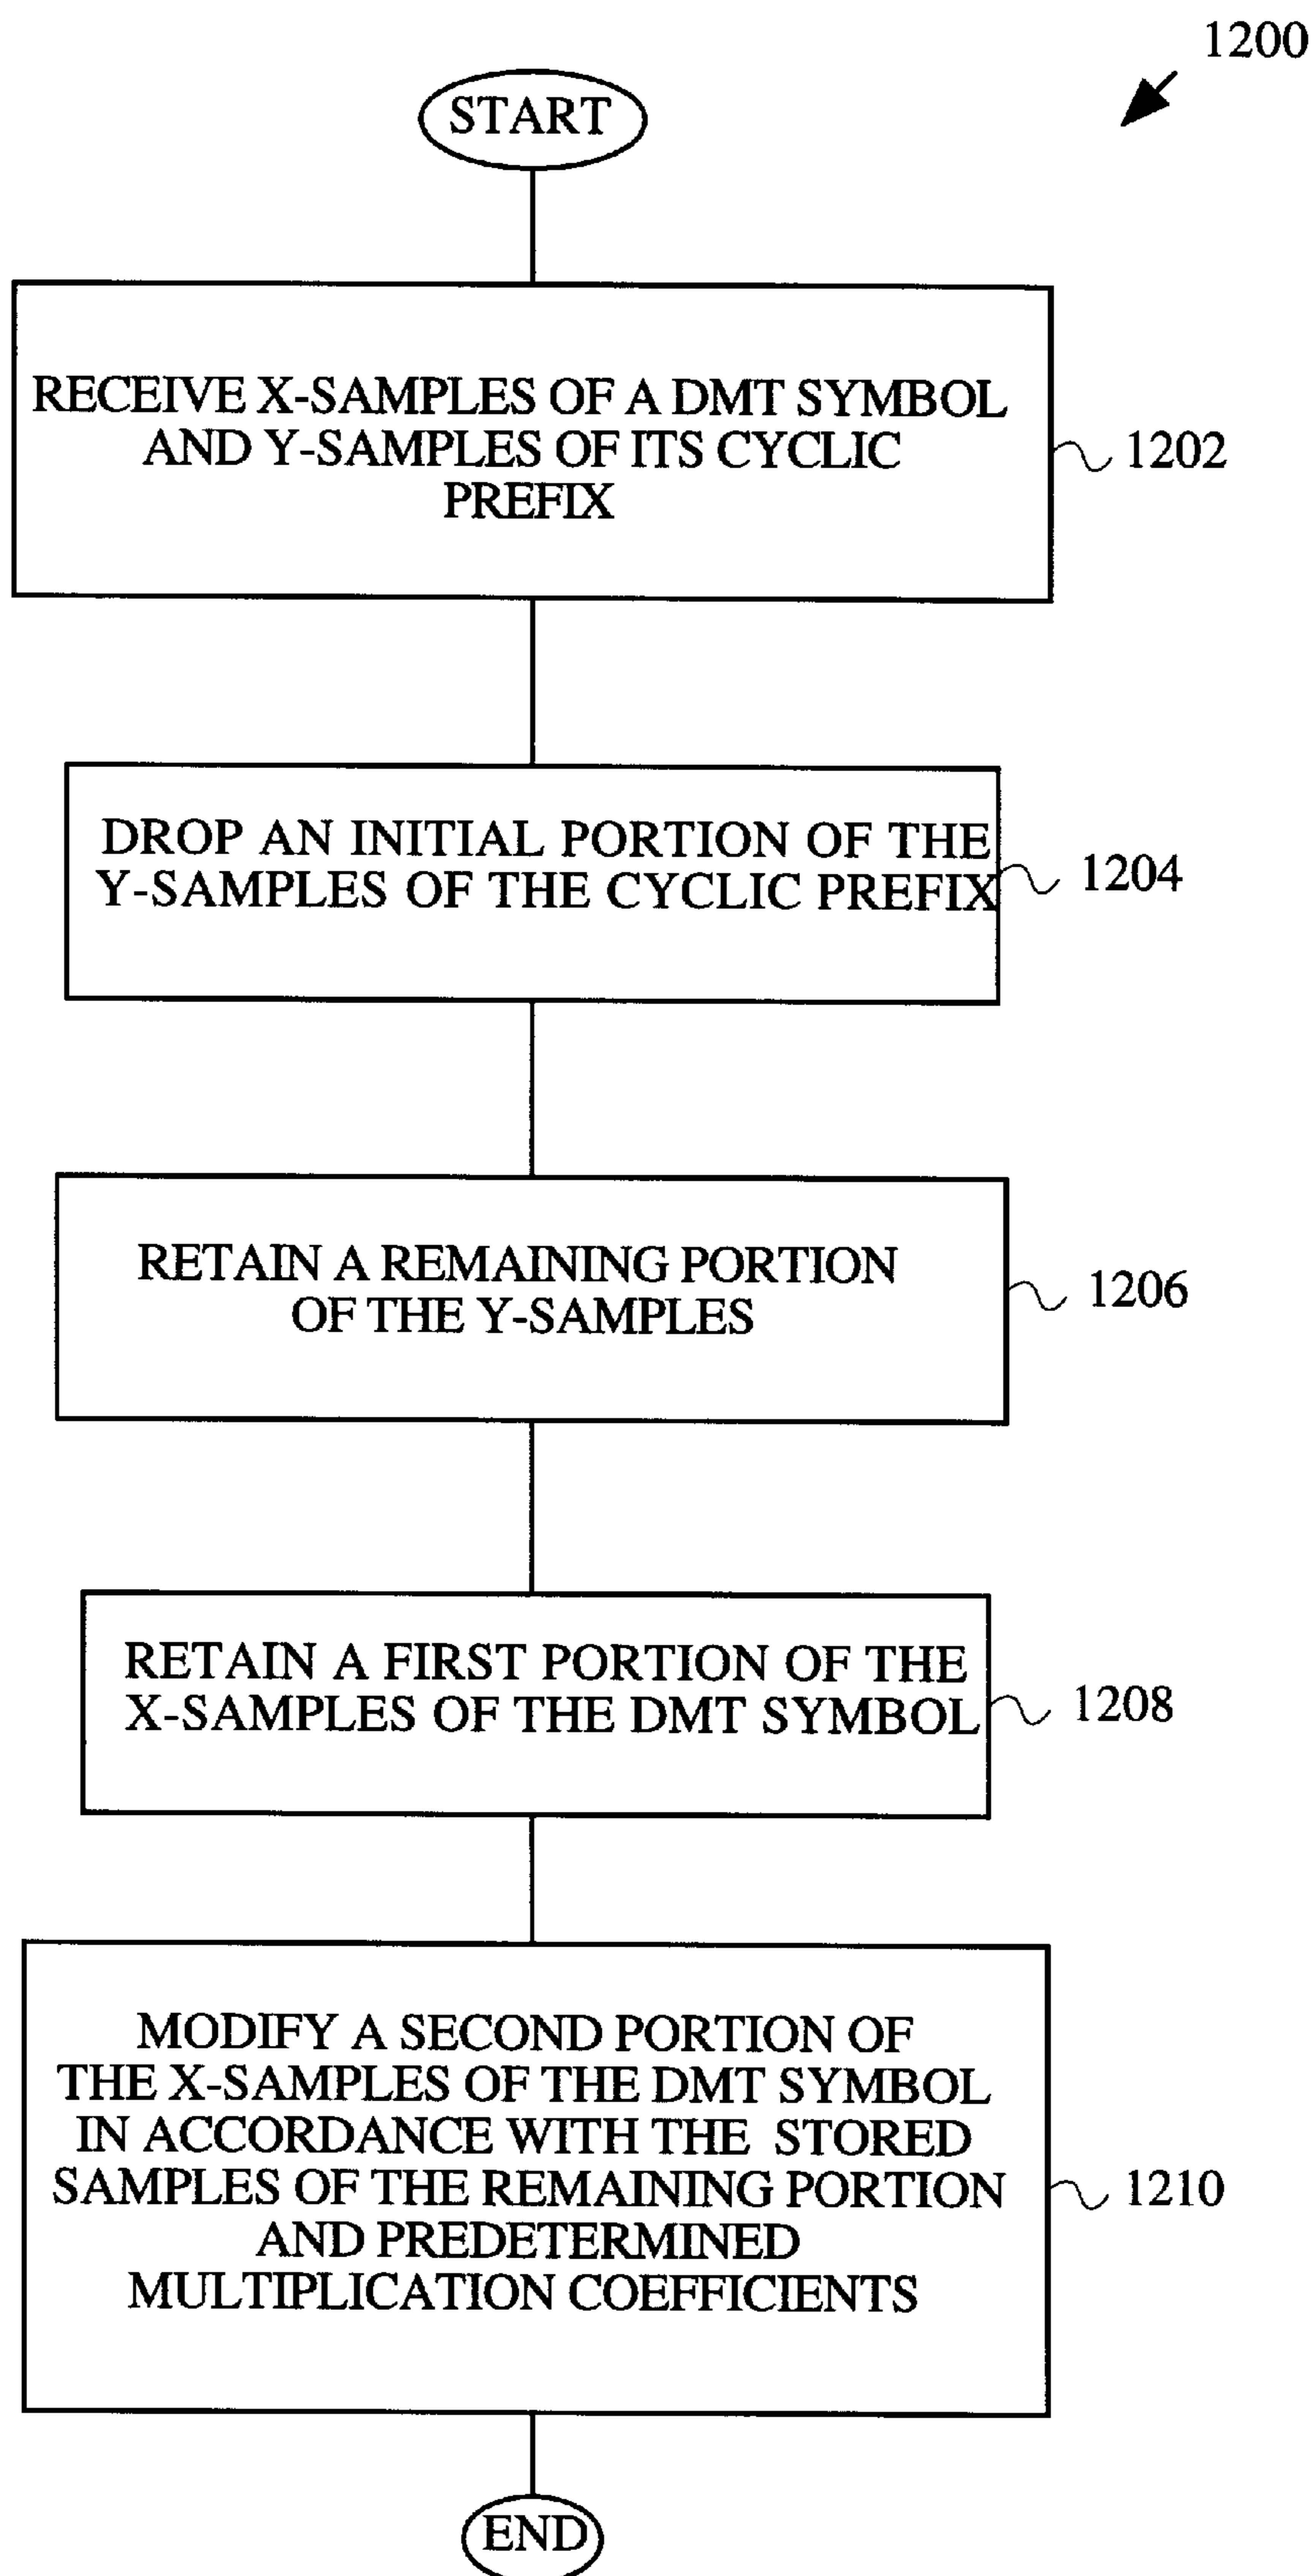 1200
START
RECEIVE X-SAMPLES OF A DMT SYMBOL
AND Y-SAMPLES OF ITS CYCLIC
PREFIX
1202
DROP AN INITIAL PORTION OF THE
Y-SAMPLES OF THE CYCLIC PREFIX
1204
RETAIN A REMAINING PORTION
OF THE Y-SAMPLES
1206
RETAIN A FIRST PORTION OF THE
X-SAMPLES OF THE DMT SYMBOL
1208
MODIFY A SECOND PORTION OF
THE X-SAMPLES OF THE DMT SYMBOL
IN ACCORDANCE WITH THE STORED
SAMPLES OF THE REMAINING PORTION
AND PREDETERMINED
MULTIPLICATION COEFFICIENTS
1210
END